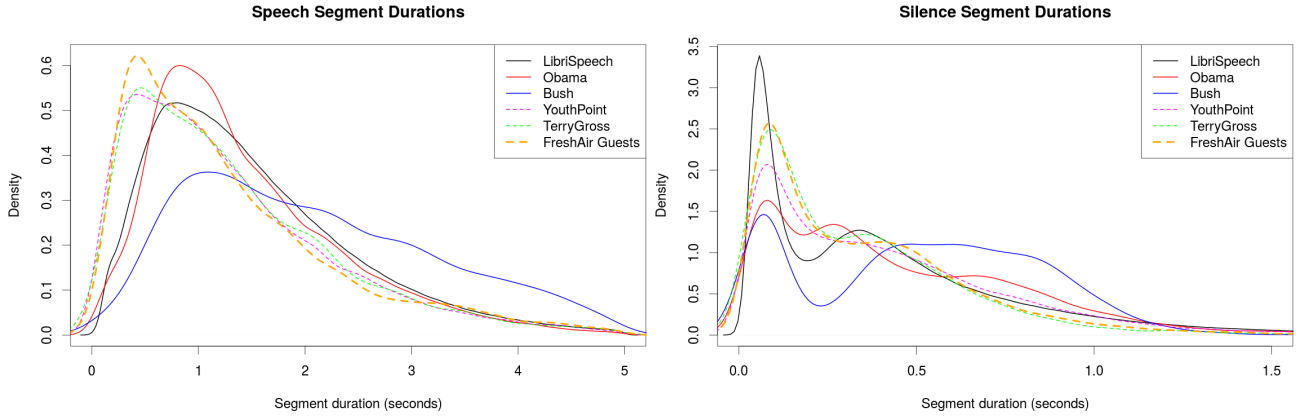 Speech Segment Durations
Density
0.0
0.1
0.2
0.3
0.4
0.5
0.6
0 1 2 3 4 5
Segment duration (seconds)
LibriSpeech
Obama
Bush
YouthPoint
TerryGross
FreshAir Guests
Silence Segment Durations
Density
0.0
0.5
1.0
1.5
2.0
2.5
3.0
3.5
0.0 0.5 1.0 1.5
Segment duration (seconds)
LibriSpeech
Obama
Bush
YouthPoint
TerryGross
FreshAir Guests